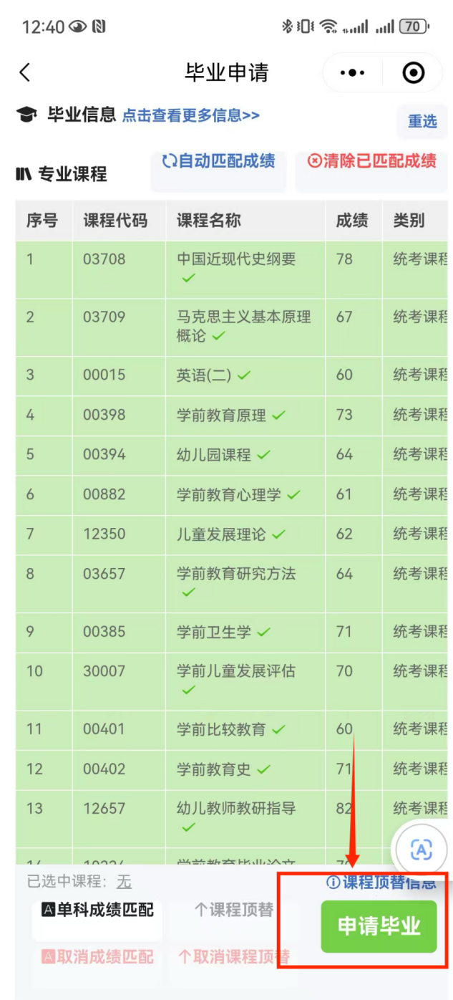 12:40 70
毕业申请
毕业信息 点击查看更多信息>> 重选
专业课程 自动匹配成绩 清除已匹配成绩
序号 课程代码 课程名称 成绩 类别
1 03708 中国近现代史纲要 78 统考课程
2 03709 马克思主义基本原理 67 统考课程
概论
3 00015 英语(二) 60 统考课程
4 00398 学前教育原理 73 统考课程
5 00394 幼儿园课程 64 统考课程
6 00882 学前教育心理学 61 统考课程
7 12350 儿童发展理论 62 统考课程
8 03657 学前教育研究方法 64 统考课程
9 00385 学前卫生学 71 统考课程
10 30007 学前儿童发展评估 70 统考课程
11 00401 学前比较教育 60 统考课程
12 00402 学前教育史 71 统考课程
13 12657 幼儿教师教研指导 82 统考课程
A
已选中课程: 无 课程顶替信息
A单科成绩匹配 个课程顶替 申请毕业
A取消成绩匹配 个取消课程顶替